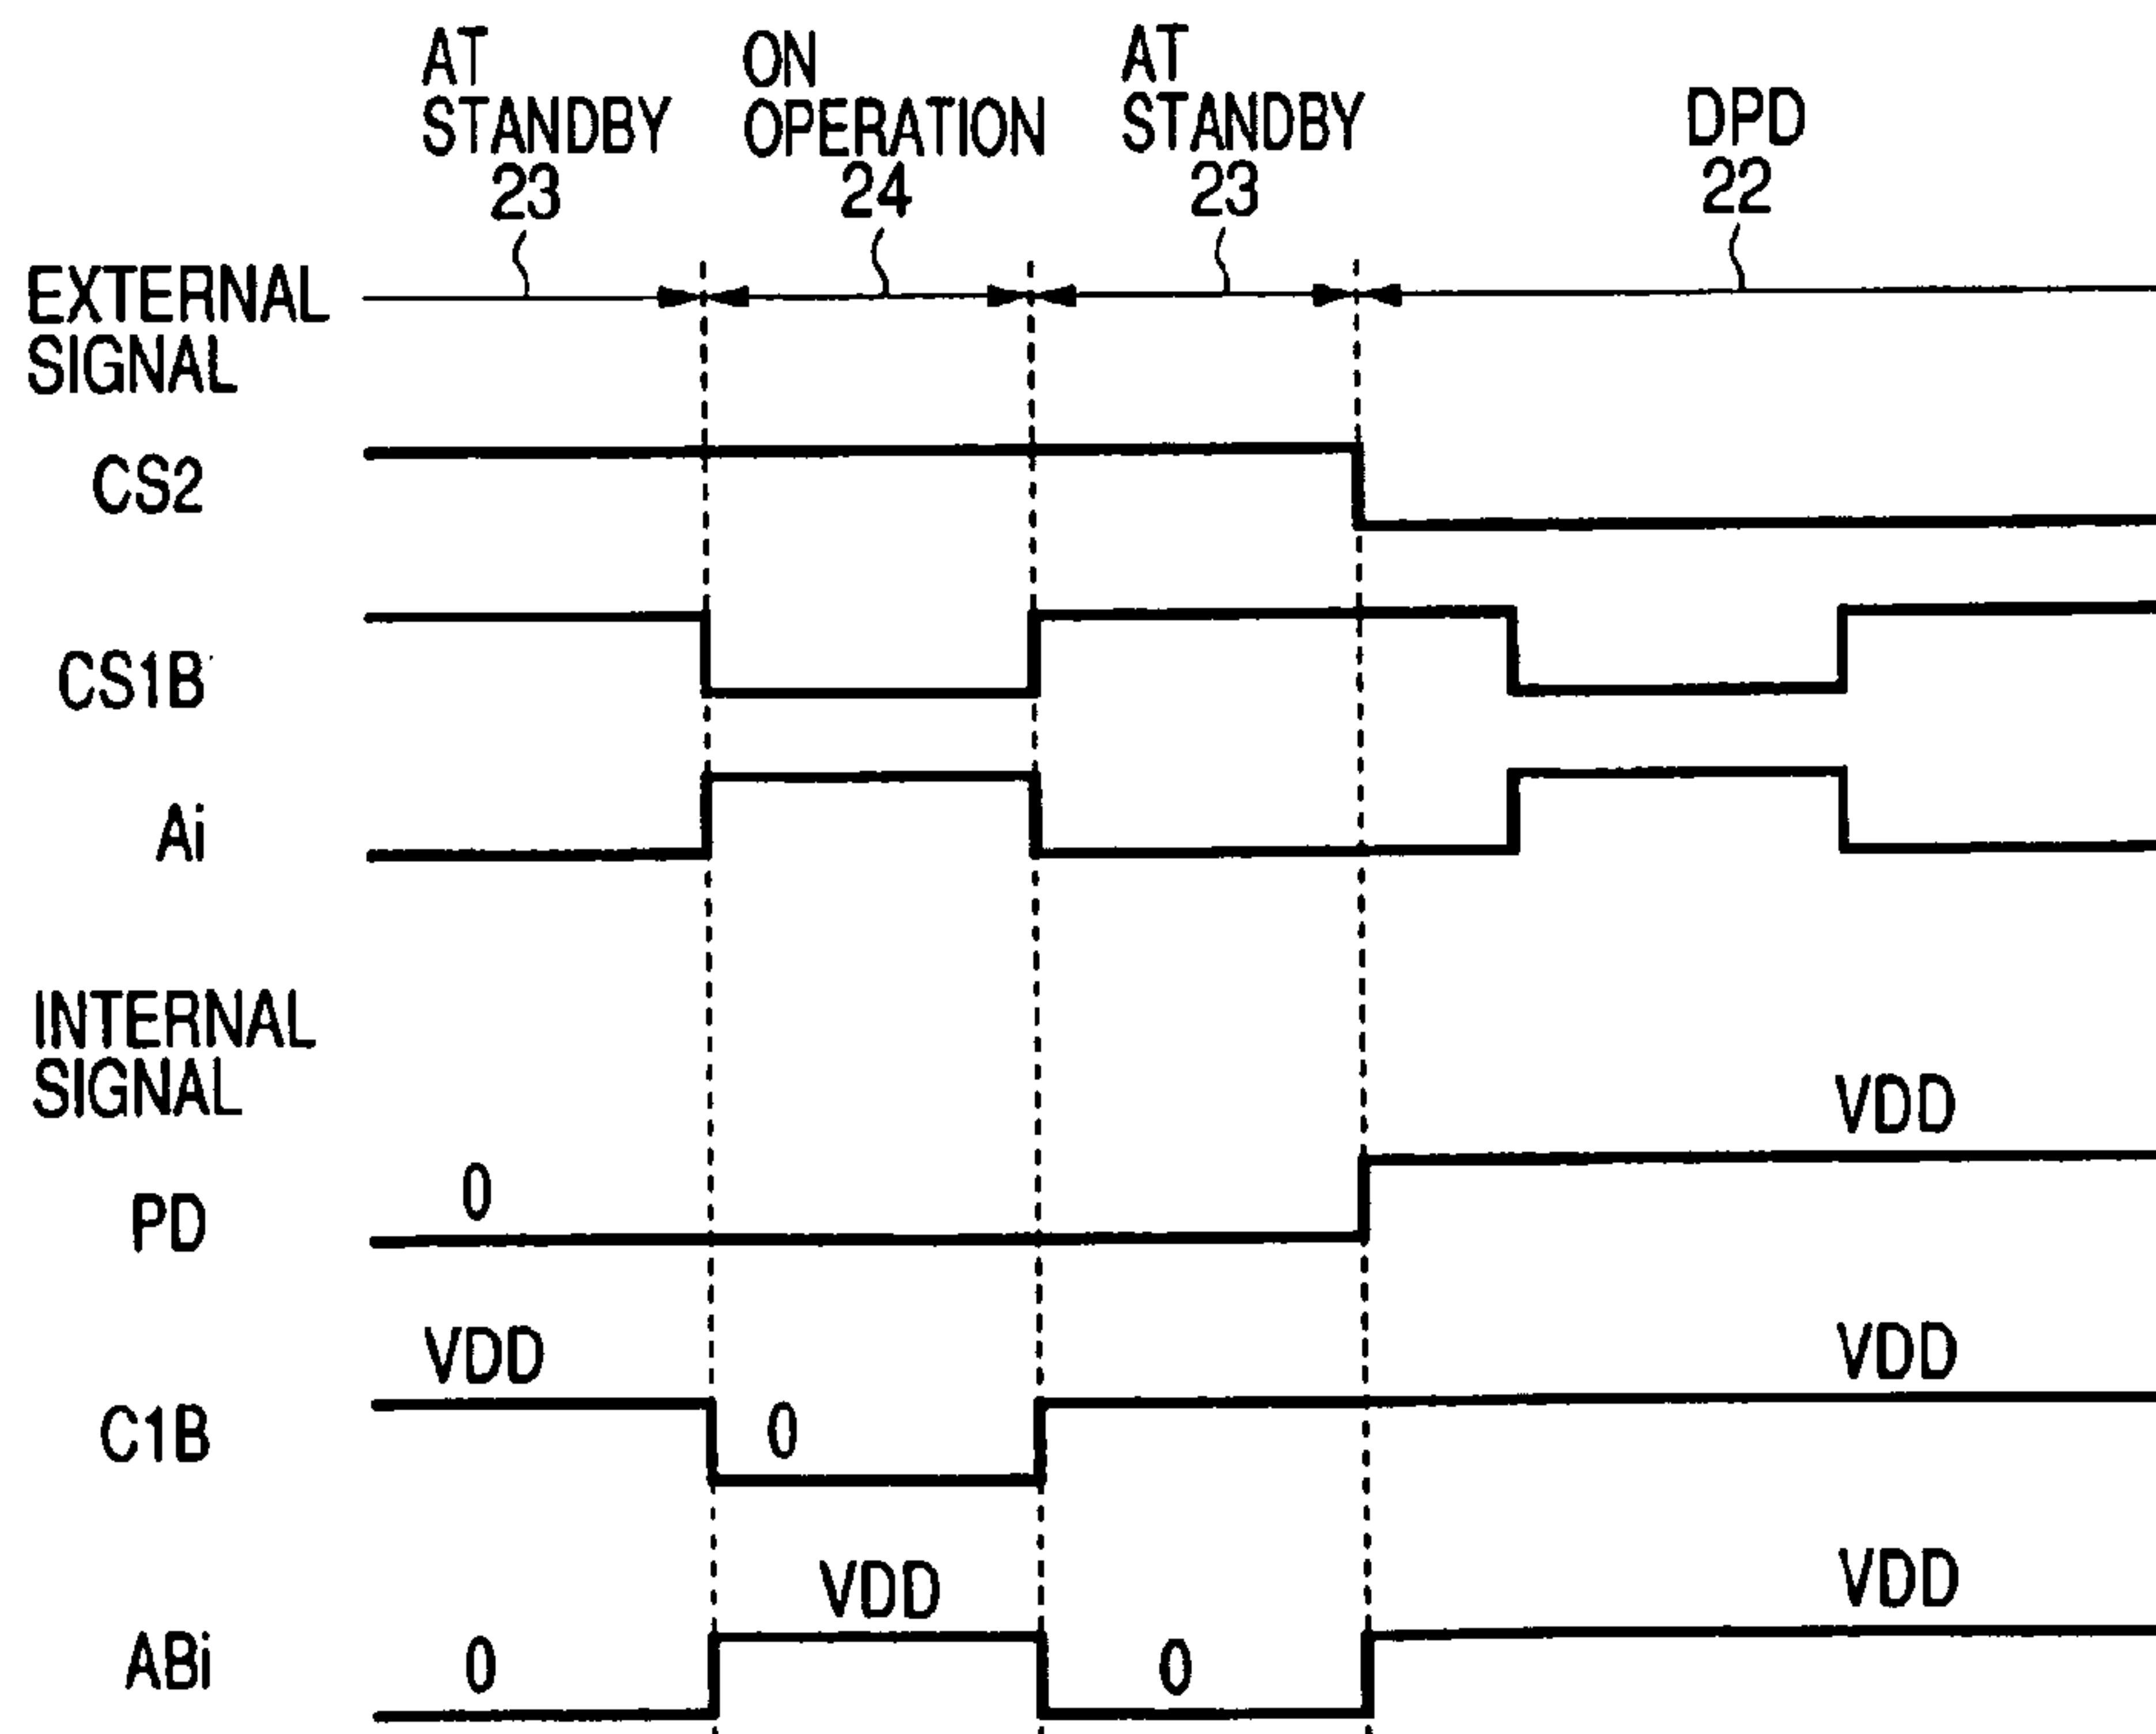 AT
STANDBY
23
ON
OPERATION
24
AT
STANDBY
23
DPD
22
EXTERNAL
SIGNAL
CS2
CS1B
Ai
INTERNAL
SIGNAL
VDD
0
PD
VDD
VDD
C1B
0
VDD
VDD
ABi
0
0